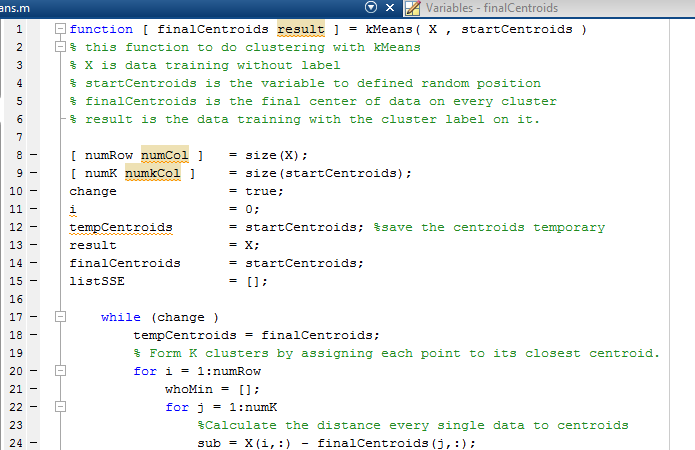 ans.m
Variables - finalCentroids
1 function [ finalCentroids result ] = kMeans( X , startCentroids )
2 % this function to do clustering with kMeans
3 % X is data training without label
4 % startCentroids is the variable to defined random position
5 % finalCentroids is the final center of data on every cluster
6 % result is the data training with the cluster label on it.
7
8 – [ numRow numCol ] = size(X);
9 – [ numK numkCol ] = size(startCentroids);
10 – change = true;
11 – i = 0;
12 – tempCentroids = startCentroids; %save the centroids temporary
13 – result = X;
14 – finalCentroids = startCentroids;
15 – listSSE = [];
16
17 – while (change )
18 – tempCentroids = finalCentroids;
19 % Form K clusters by assigning each point to its closest centroid.
20 – for i = 1:numRow
21 – whoMin = [];
22 – for j = 1:numK
23 %Calculate the distance every single data to centroids
24 – sub = X(i,:) - finalCentroids(j,:);